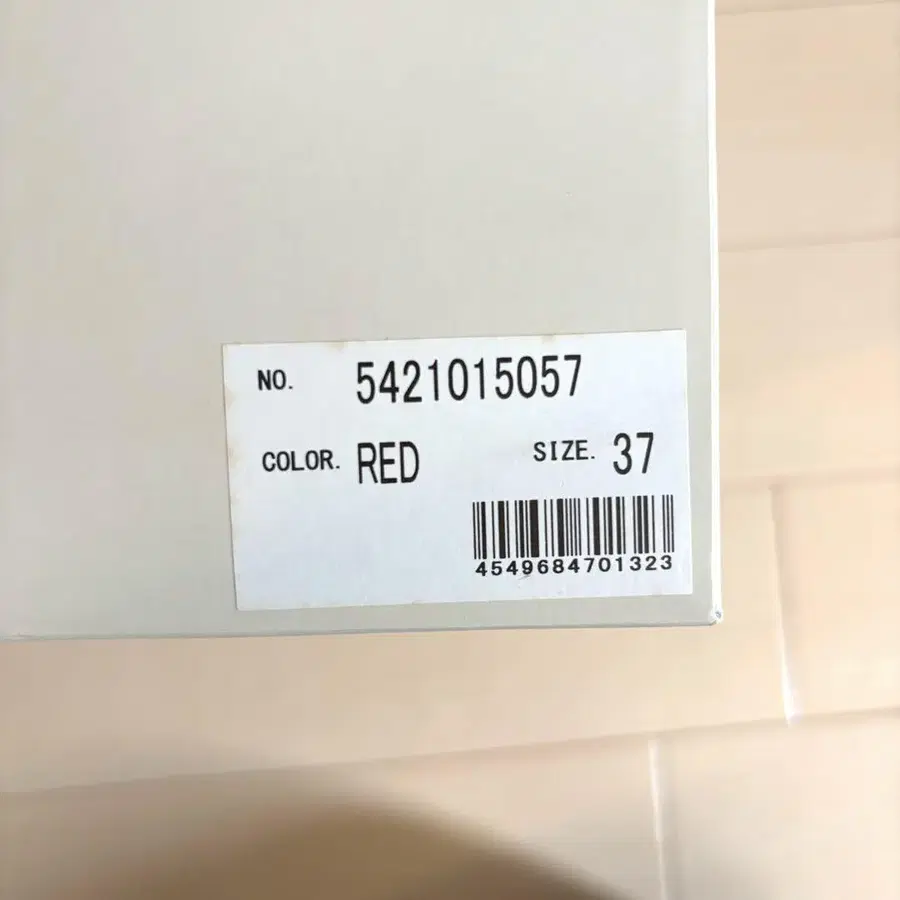 NO. 5421015057
COLOR. RED SIZE. 37
4549684701323